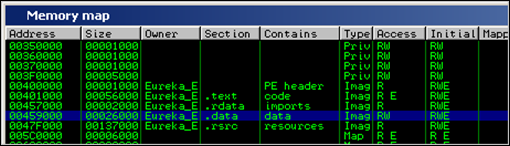 Memory map
Address Size Owner Section Contains Type Access Initial Mapp
00350000 00001000 Priv RW RW
00360000 00001000 Priv RW RW
00370000 00001000 Priv RW RW
003F0000 00005000 Priv RW RW
00400000 00001000 Eureka_E PE header Imag R RWE
00401000 00056000 Eureka_E .text code Imag R E RWE
00457000 00002000 Eureka_E .rdata imports Imag R RWE
00459000 00026000 Eureka_E .data data Imag RW RWE
0047F000 00137000 Eureka_E .rsrc resources Imag R RWE
005C0000 00006000 Map R E R E